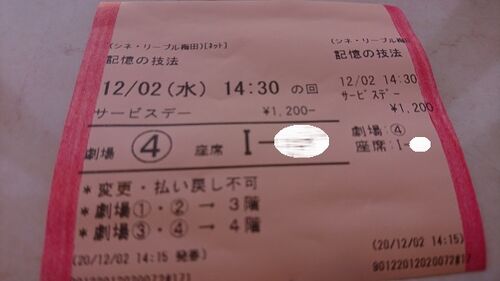 (シネ・リーブル梅田)[ネット]
記憶の技法
12/02(水) 14:30 の回
サービスデー ¥1,200-
劇場 ④ 座席 I-
*変更・払い戻し不可
*劇場①・②→ 3階
*劇場③・④→ 4階
(20/12/02 14:15 発券)
90122012020072#171
(シネ・リーブル梅田
記憶の技法
12/02 14:30
サービスデー
¥1,200
劇場:④
座席:I-
(20/12/02 14:15)
90122012020072#17